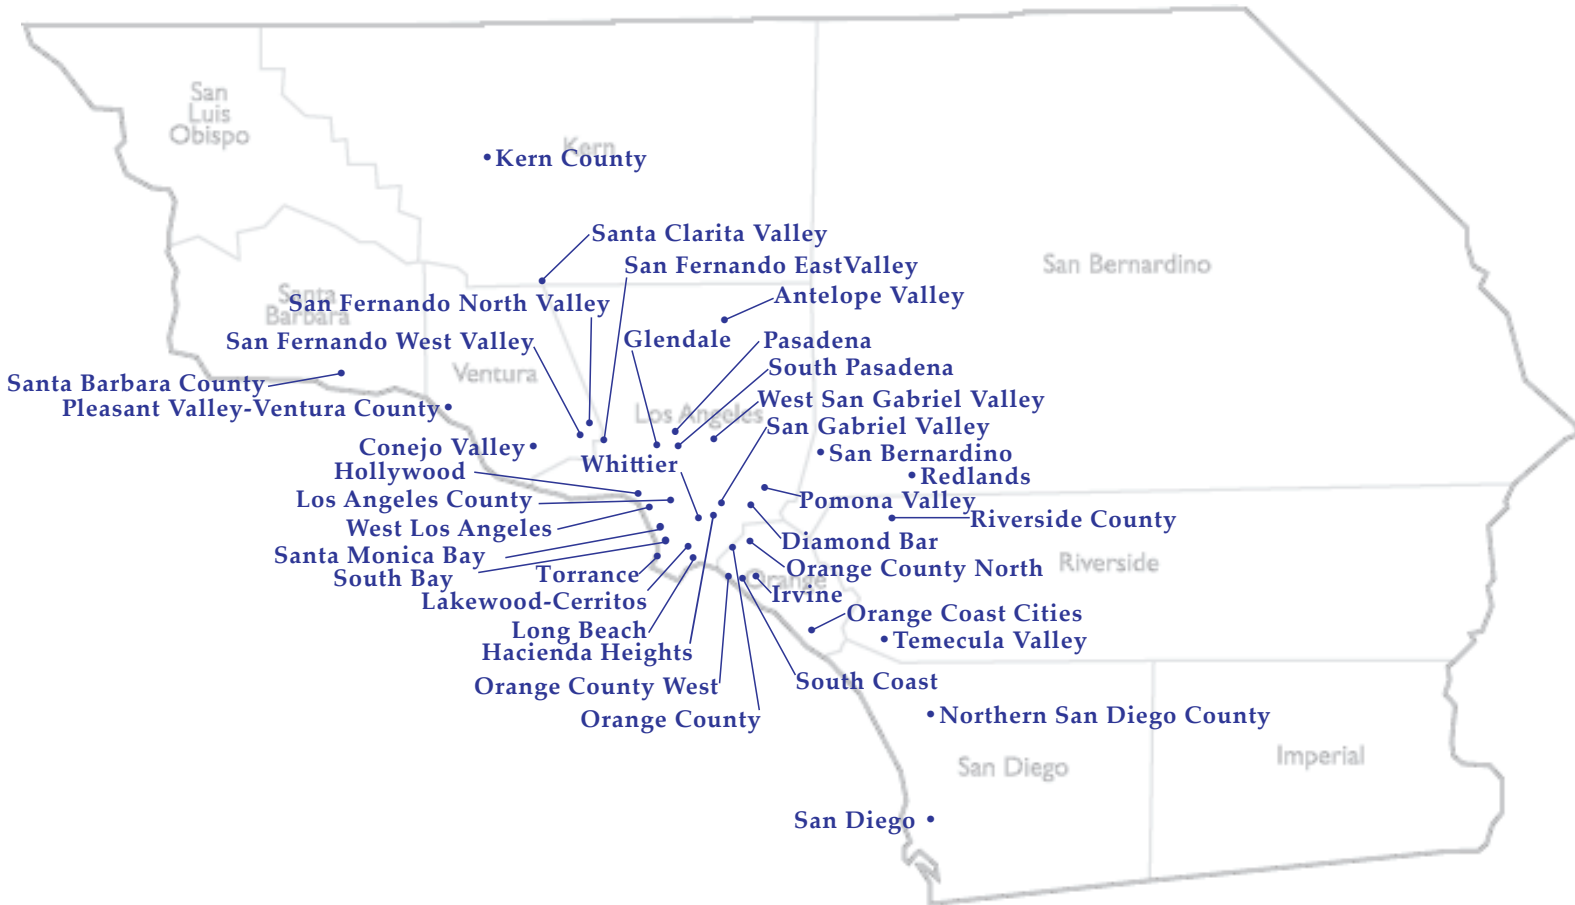 San
Luis
Obispo
Kern
Kern County
Santa Clarita Valley
San Fernando EastValley
San Bernardino
Santa
Barbara
San Fernando North Valley
Antelope Valley
San Fernando West Valley
Glendale
Pasadena
Ventura
South Pasadena
Santa Barbara County
Pleasant Valley-Ventura County
West San Gabriel Valley
Los Angeles
San Gabriel Valley
Conejo Valley
San Bernardino
Whittier
Hollywood
Redlands
Los Angeles County
Pomona Valley
West Los Angeles
Riverside County
Diamond Bar
Santa Monica Bay
Riverside
Orange County North
South Bay
Torrance
Orange
Irvine
Lakewood-Cerritos
Orange Coast Cities
Long Beach
Temecula Valley
Hacienda Heights
Orange County West
South Coast
Orange County
Northern San Diego County
Imperial
San Diego
San Diego